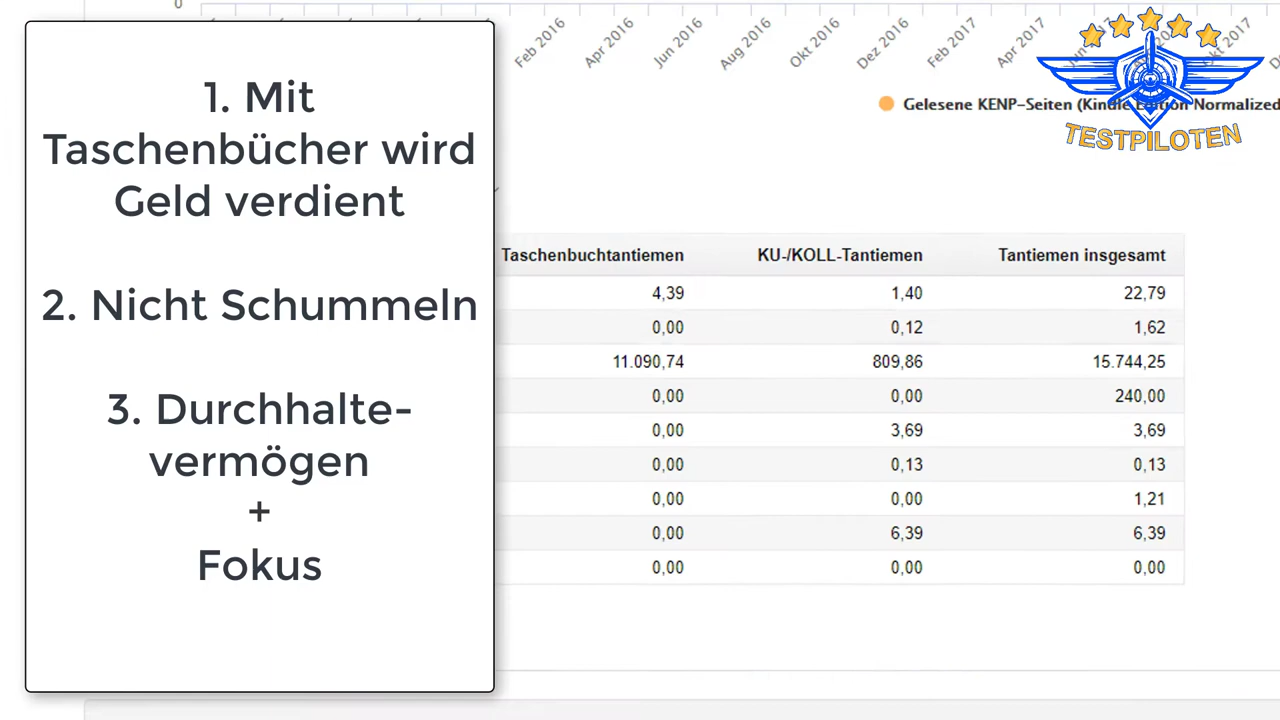 0
Feb 2016
Apr 2016
Jun 2016
Aug 2016
Okt 2016
Dez 2016
Feb 2017
Apr 2017
2017
Gelesene KENP-Seiten (Kindle Edition Normalized
TESTPILOTEN
1. Mit
Taschenbücher wird
Geld verdient
2. Nicht Schummeln
3. Durchhalte-
vermögen
+
Fokus
Taschenbuchtantiemen KU-/KOLL-Tantiemen Tantiemen insgesamt
4,39 1,40 22,79
0,00 0,12 1,62
11.090,74 809,86 15.744,25
0,00 0,00 240,00
0,00 3,69 3,69
0,00 0,13 0,13
0,00 0,00 1,21
0,00 6,39 6,39
0,00 0,00 0,00